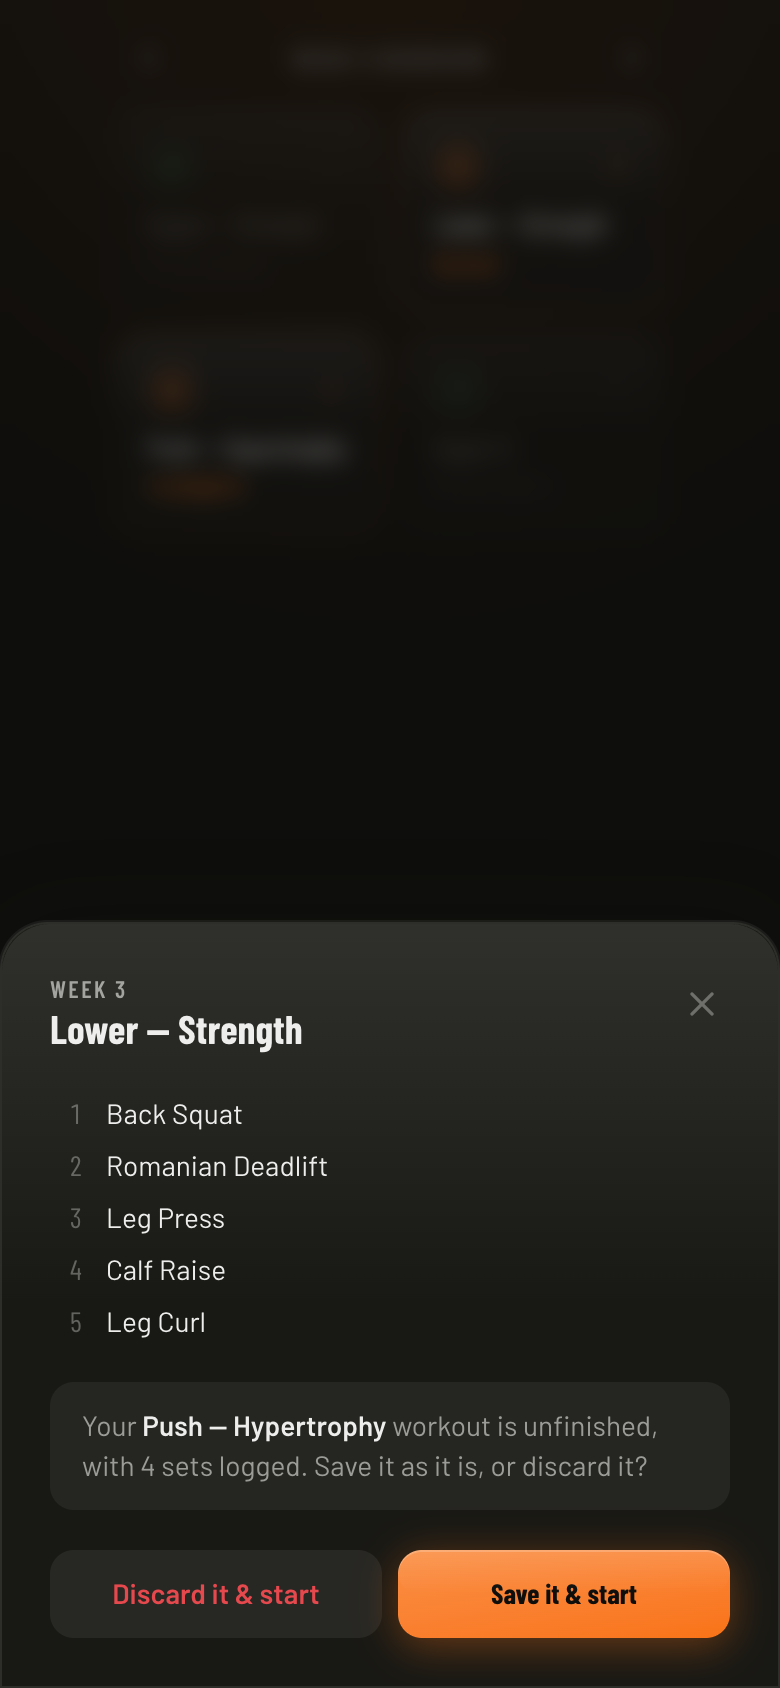 WEEK 3
Lower — Strength
1 Back Squat
2 Romanian Deadlift
3 Leg Press
4 Calf Raise
5 Leg Curl
Your Push — Hypertrophy workout is unfinished,
with 4 sets logged. Save it as it is, or discard it?
Discard it & start
Save it & start